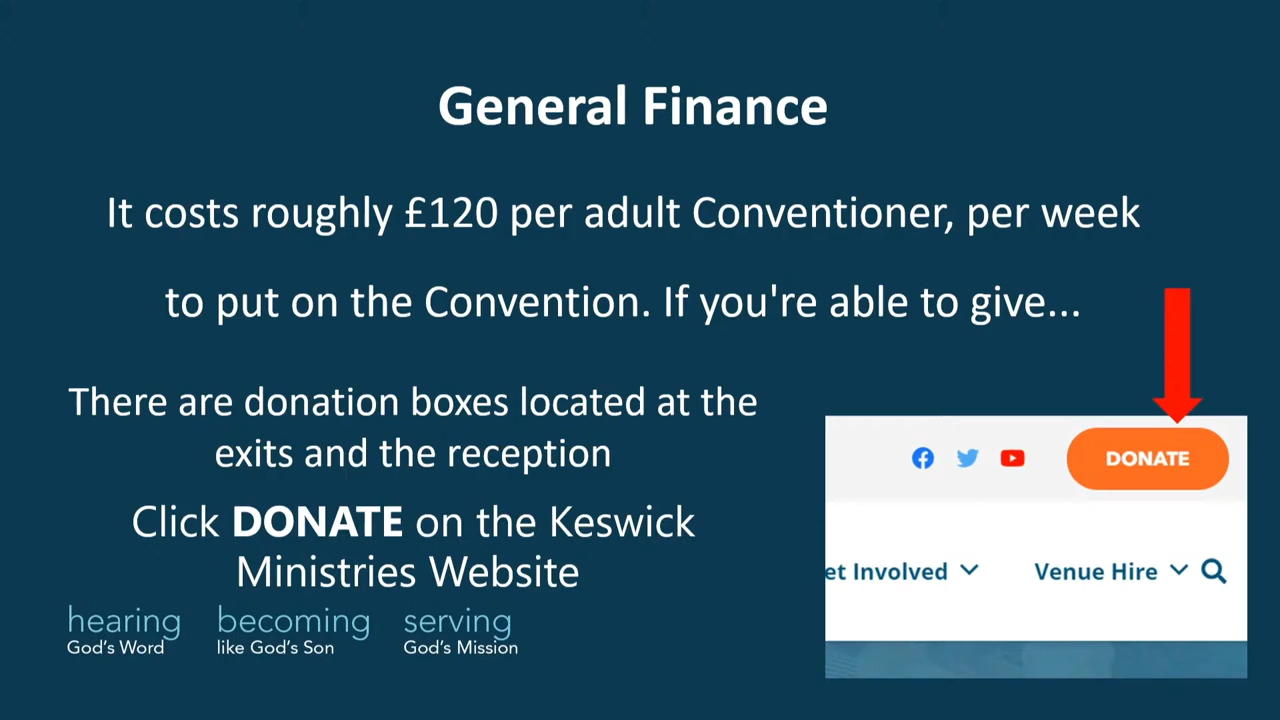 General Finance
It costs roughly £120 per adult Conventioner, per week
to put on the Convention. If you're able to give...
There are donation boxes located at the
exits and the reception
Click DONATE on the Keswick
Ministries Website
hearing becoming serving
God's Word like God's Son God's Mission
DONATE
et Involved Venue Hire